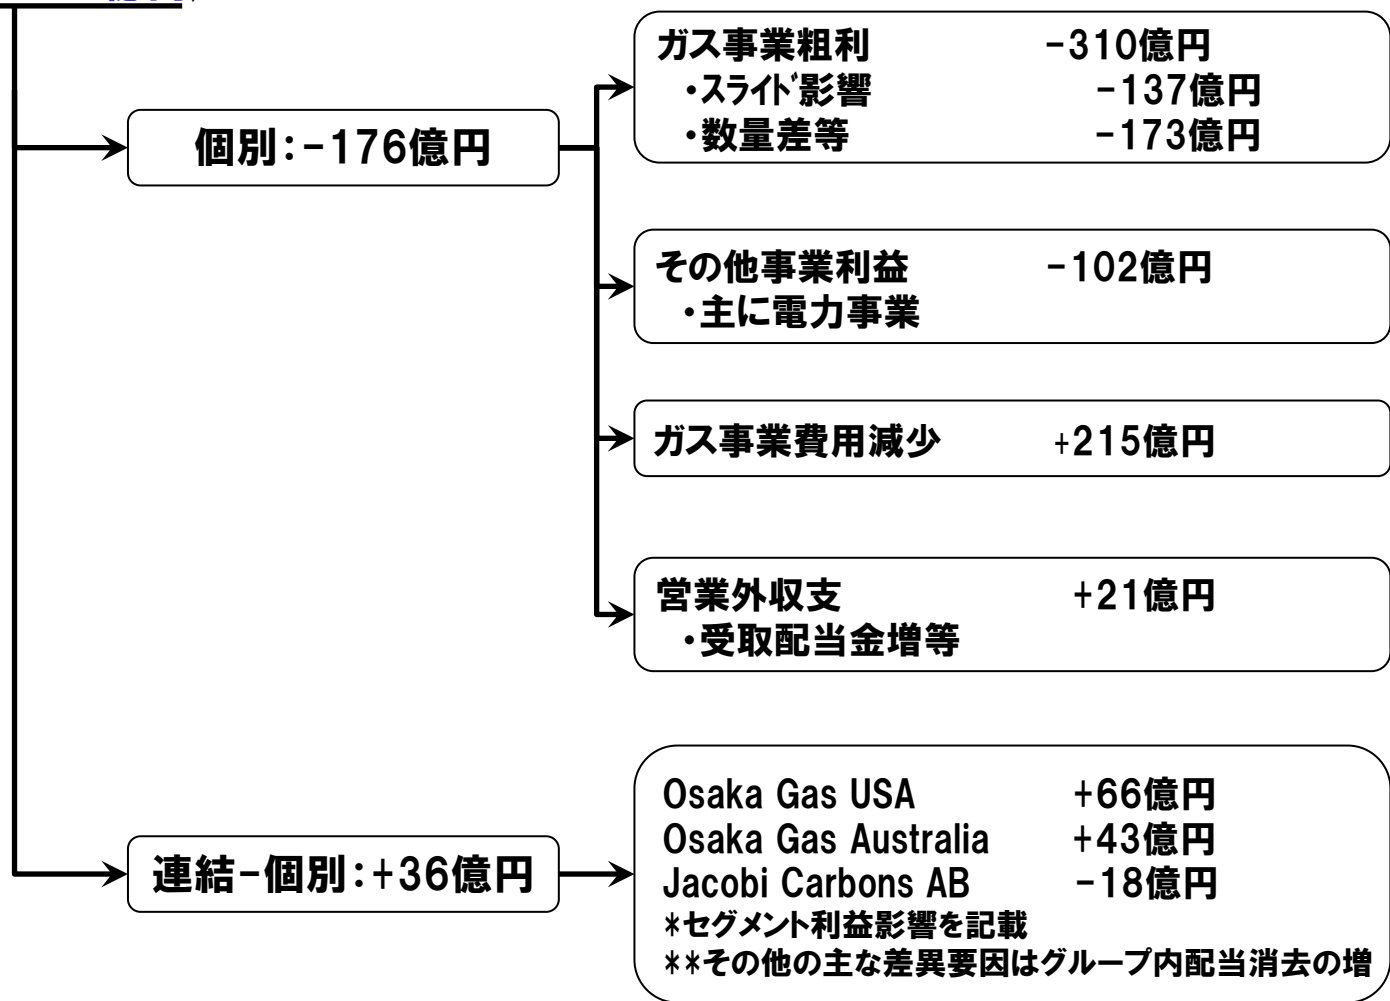 個別:-176億円
ガス事業粗利 -310億円
・スライド影響 -137億円
・数量差等 -173億円
その他事業利益 -102億円
・主に電力事業
ガス事業費用減少 +215億円
営業外収支 +21億円
・受取配当金増等
連結-個別:+36億円
Osaka Gas USA +66億円
Osaka Gas Australia +43億円
Jacobi Carbons AB -18億円
*セグメント利益影響を記載
**その他の主な差異要因はグループ内配当消去の増